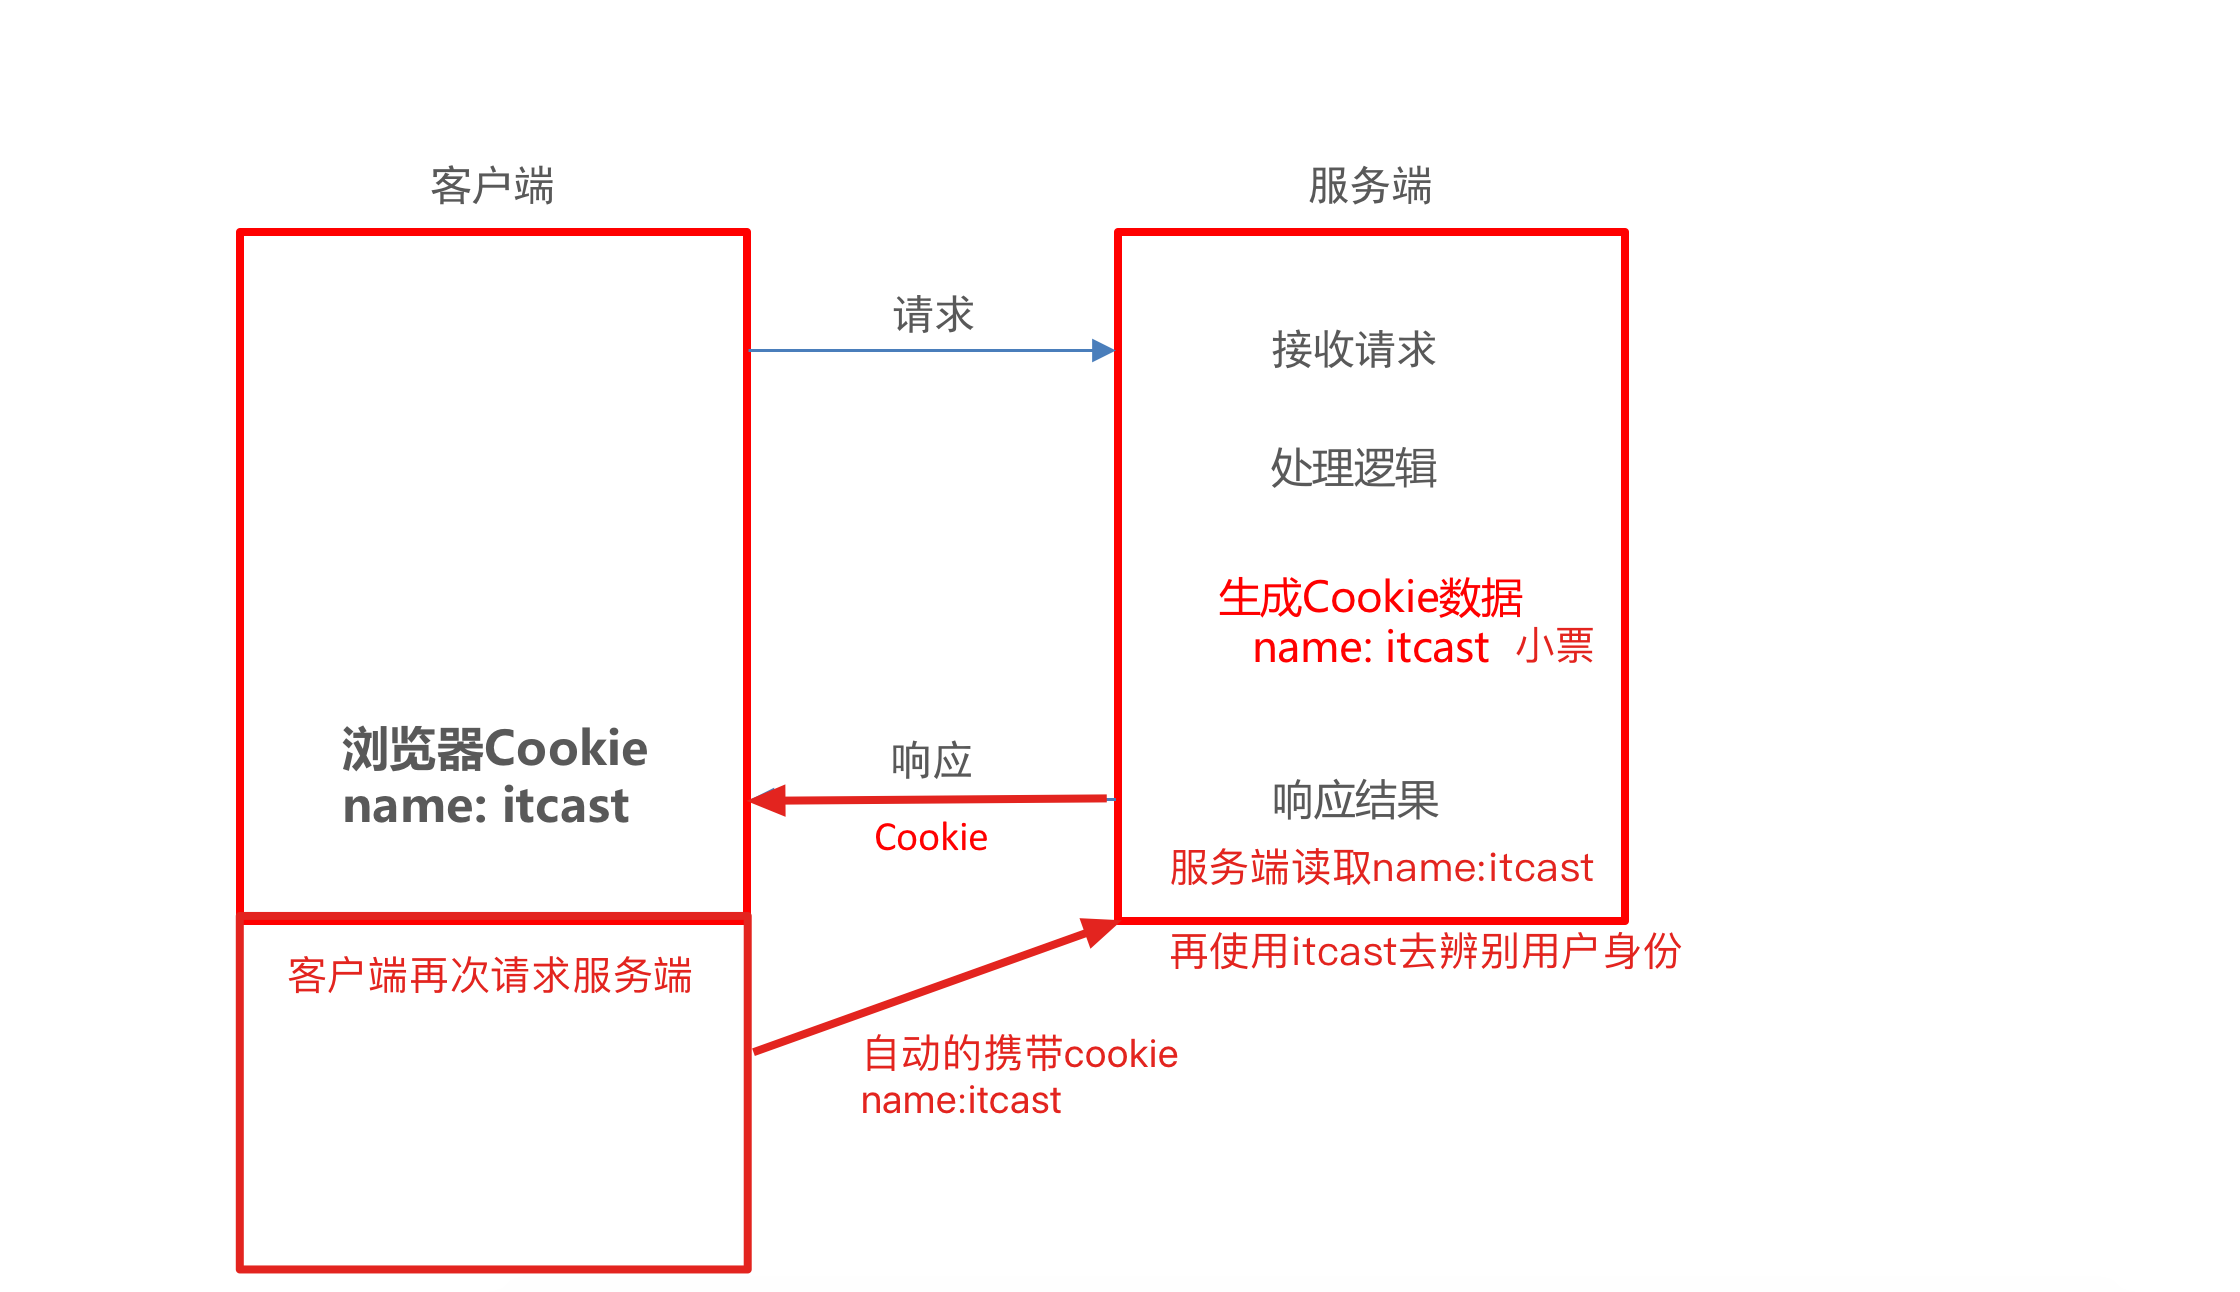 客户端
服务端
请求
接收请求
处理逻辑
生成Cookie数据
name: itcast 小票
浏览器Cookie
name: itcast
响应
Cookie
响应结果
服务端读取name:itcast
再使用itcast去辨别用户身份
客户端再次请求服务端
自动的携带cookie
name:itcast